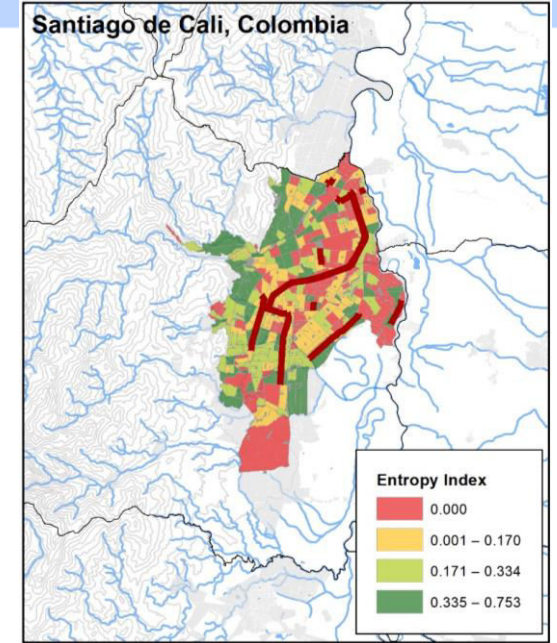 Santiago de Cali, Colombia
Entropy Index
0.000
0.001 – 0.170
0.171 – 0.334
0.335 – 0.753